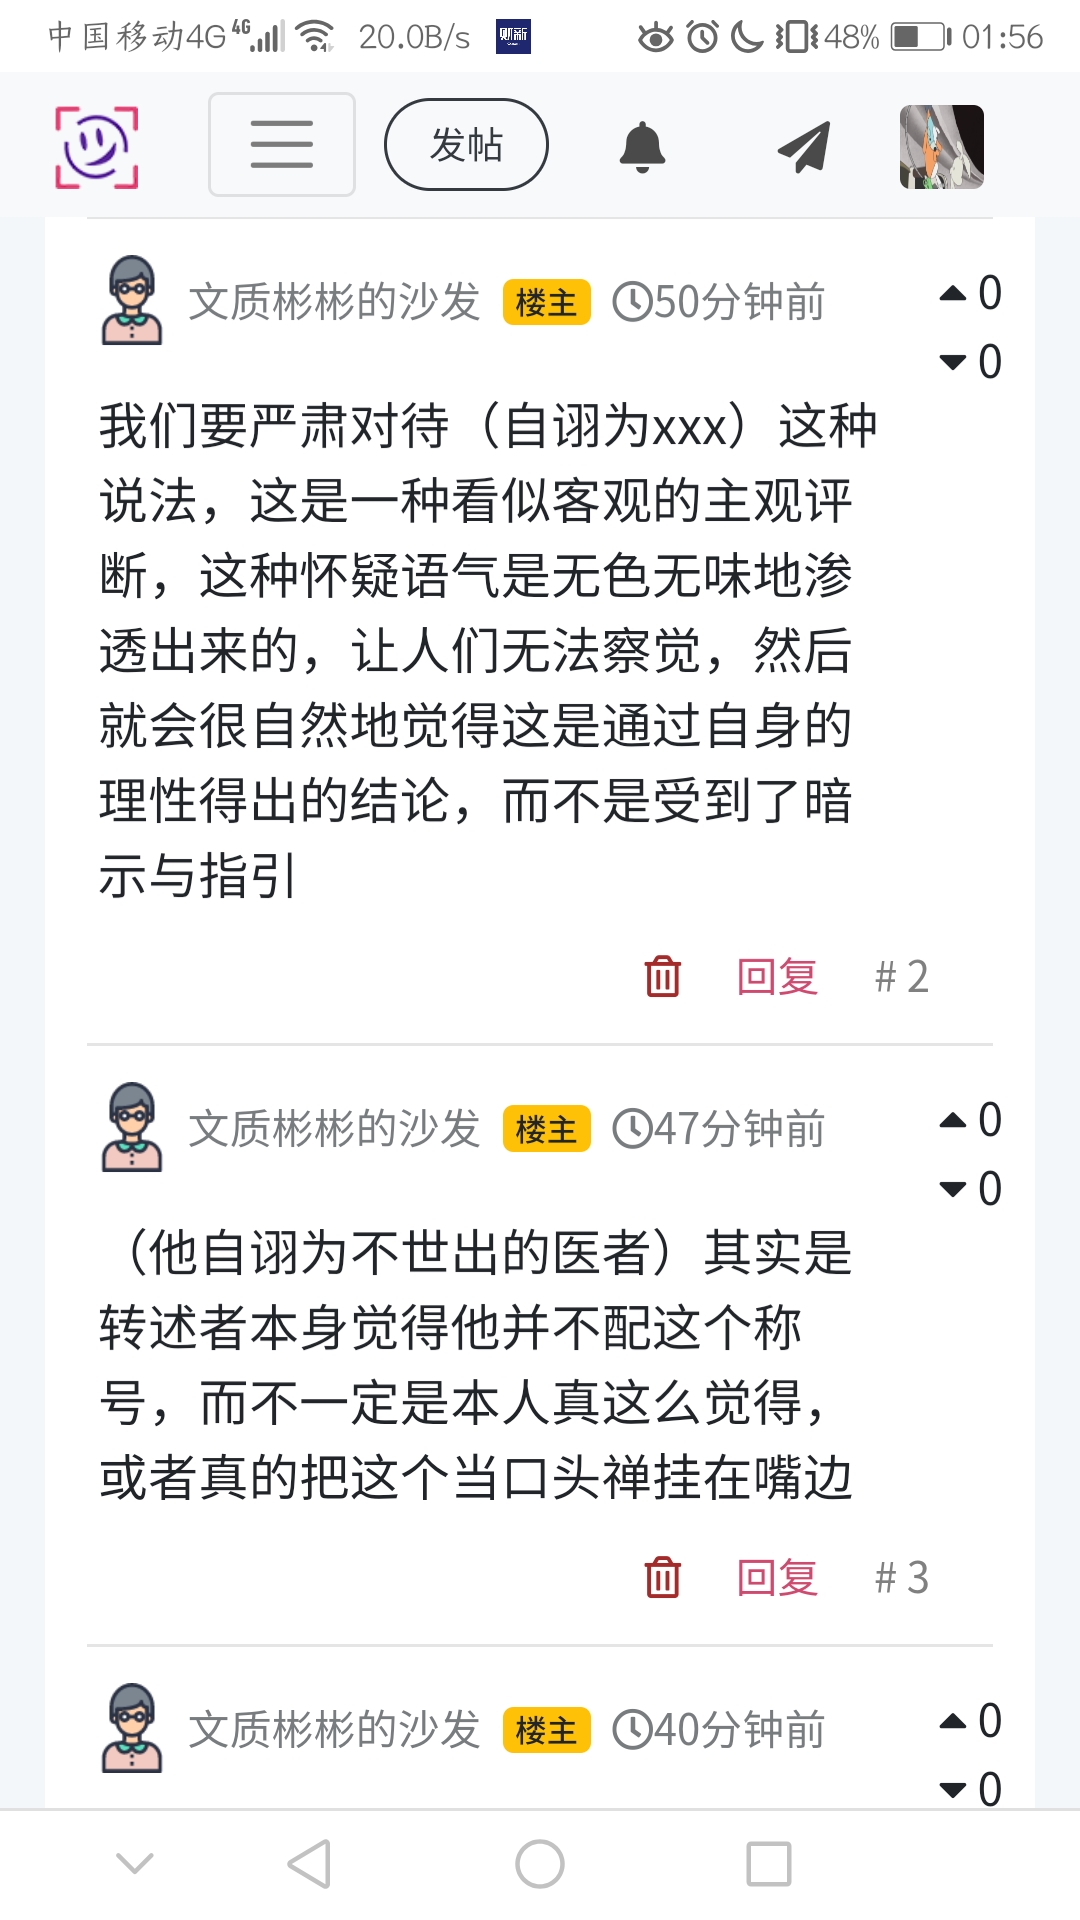 中国移动4G 4G 20.0B/s 财新 48% 01:56
发帖
文质彬彬的沙发 楼主 50分钟前 0
0
我们要严肃对待（自诩为xxx）这种
说法，这是一种看似客观的主观评
断，这种怀疑语气是无色无味地渗
透出来的，让人们无法察觉，然后
就会很自然地觉得这是通过自身的
理性得出的结论，而不是受到了暗
示与指引
回复 # 2
文质彬彬的沙发 楼主 47分钟前 0
0
（他自诩为不世出的医者）其实是
转述者本身觉得他并不配这个称
号，而不一定是本人真这么觉得，
或者真的把这个当口头禅挂在嘴边
回复 # 3
文质彬彬的沙发 楼主 40分钟前 0
0